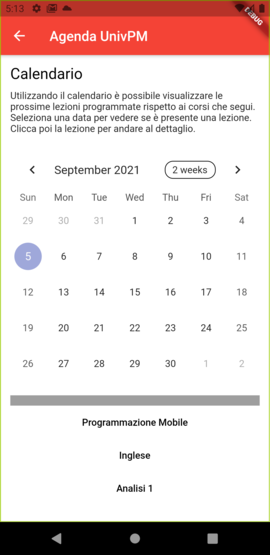 5:13
DEBUG
Agenda UnivPM
Calendario
Utilizzando il calendario è possibile visualizzare le
prossime lezioni programmate rispetto ai corsi che segui.
Seleziona una data per vedere se è presente una lezione.
Clicca poi la lezione per andare al dettaglio.
September 2021 2 weeks
Sun Mon Tue Wed Thu Fri Sat
29 30 31 1 2 3 4
5 6 7 8 9 10 11
12 13 14 15 16 17 18
19 20 21 22 23 24 25
26 27 28 29 30 1 2
Programmazione Mobile
Inglese
Analisi 1